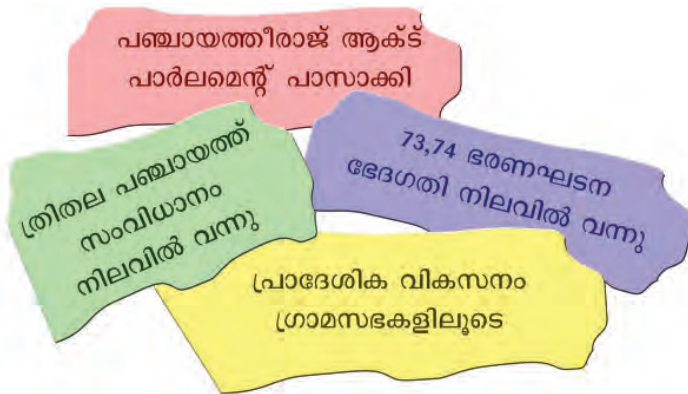 പഞ്ചായത്തീരാജ് ആക്ട്
പാർലമെന്റ് പാസാക്കി
ത്രിതല പഞ്ചായത്ത്
സംവിധാനം
നിലവിൽ വന്നു
73,74 ഭരണഘടന
ഭേദഗതി നിലവിൽ വന്നു
പ്രാദേശിക വികസനം
ഗ്രാമസഭകളിലൂടെ